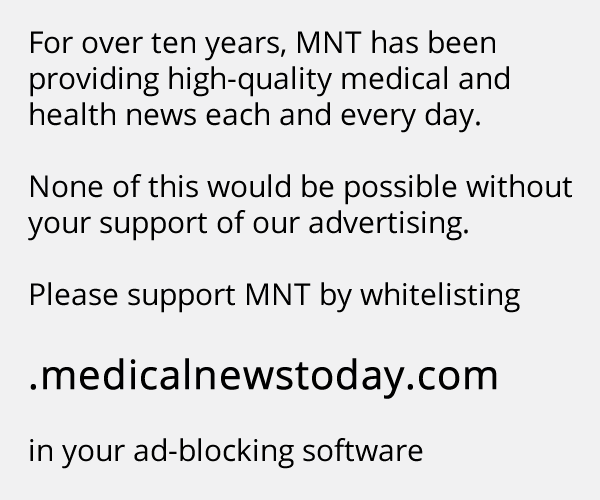 For over ten years, MNT has been
providing high-quality medical and
health news each and every day.
None of this would be possible without
your support of our advertising.
Please support MNT by whitelisting
.medicalnewstoday.com
in your ad-blocking software